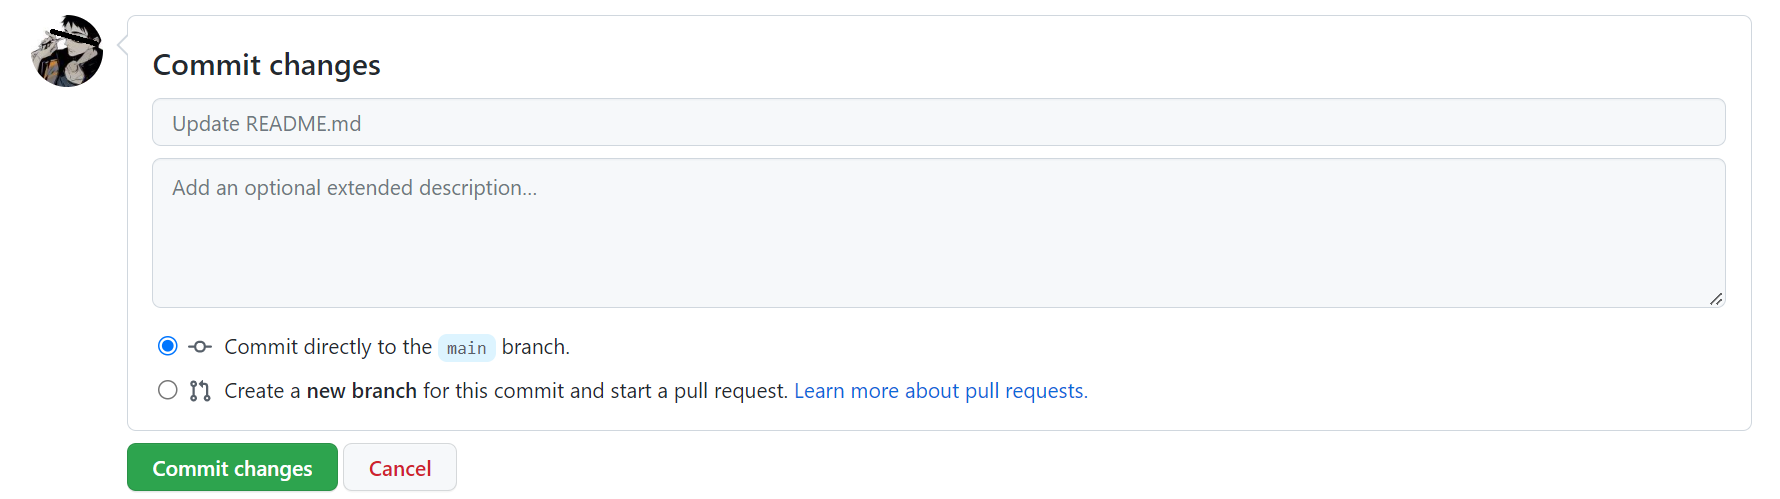 Commit changes
Update README.md
Add an optional extended description...
Commit directly to the main branch.
Create a new branch for this commit and start a pull request. Learn more about pull requests.
Commit changes Cancel